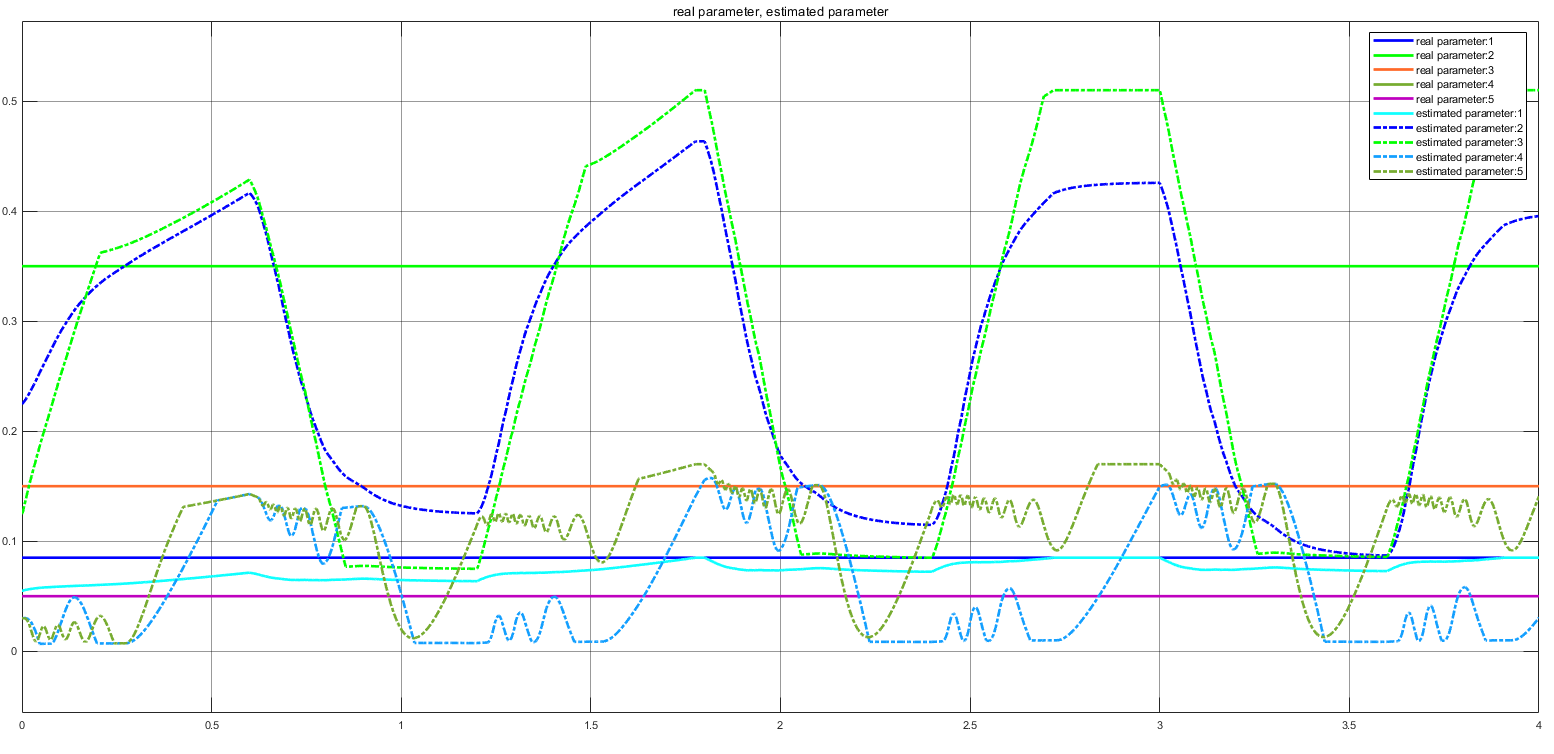 real parameter, estimated parameter
real parameter:1
real parameter:2
real parameter:3
real parameter:4
real parameter:5
estimated parameter:1
estimated parameter:2
estimated parameter:3
estimated parameter:4
estimated parameter:5
0.5
0.4
0.3
0.2
0.1
0
0 0.5 1 1.5 2 2.5 3 3.5 4